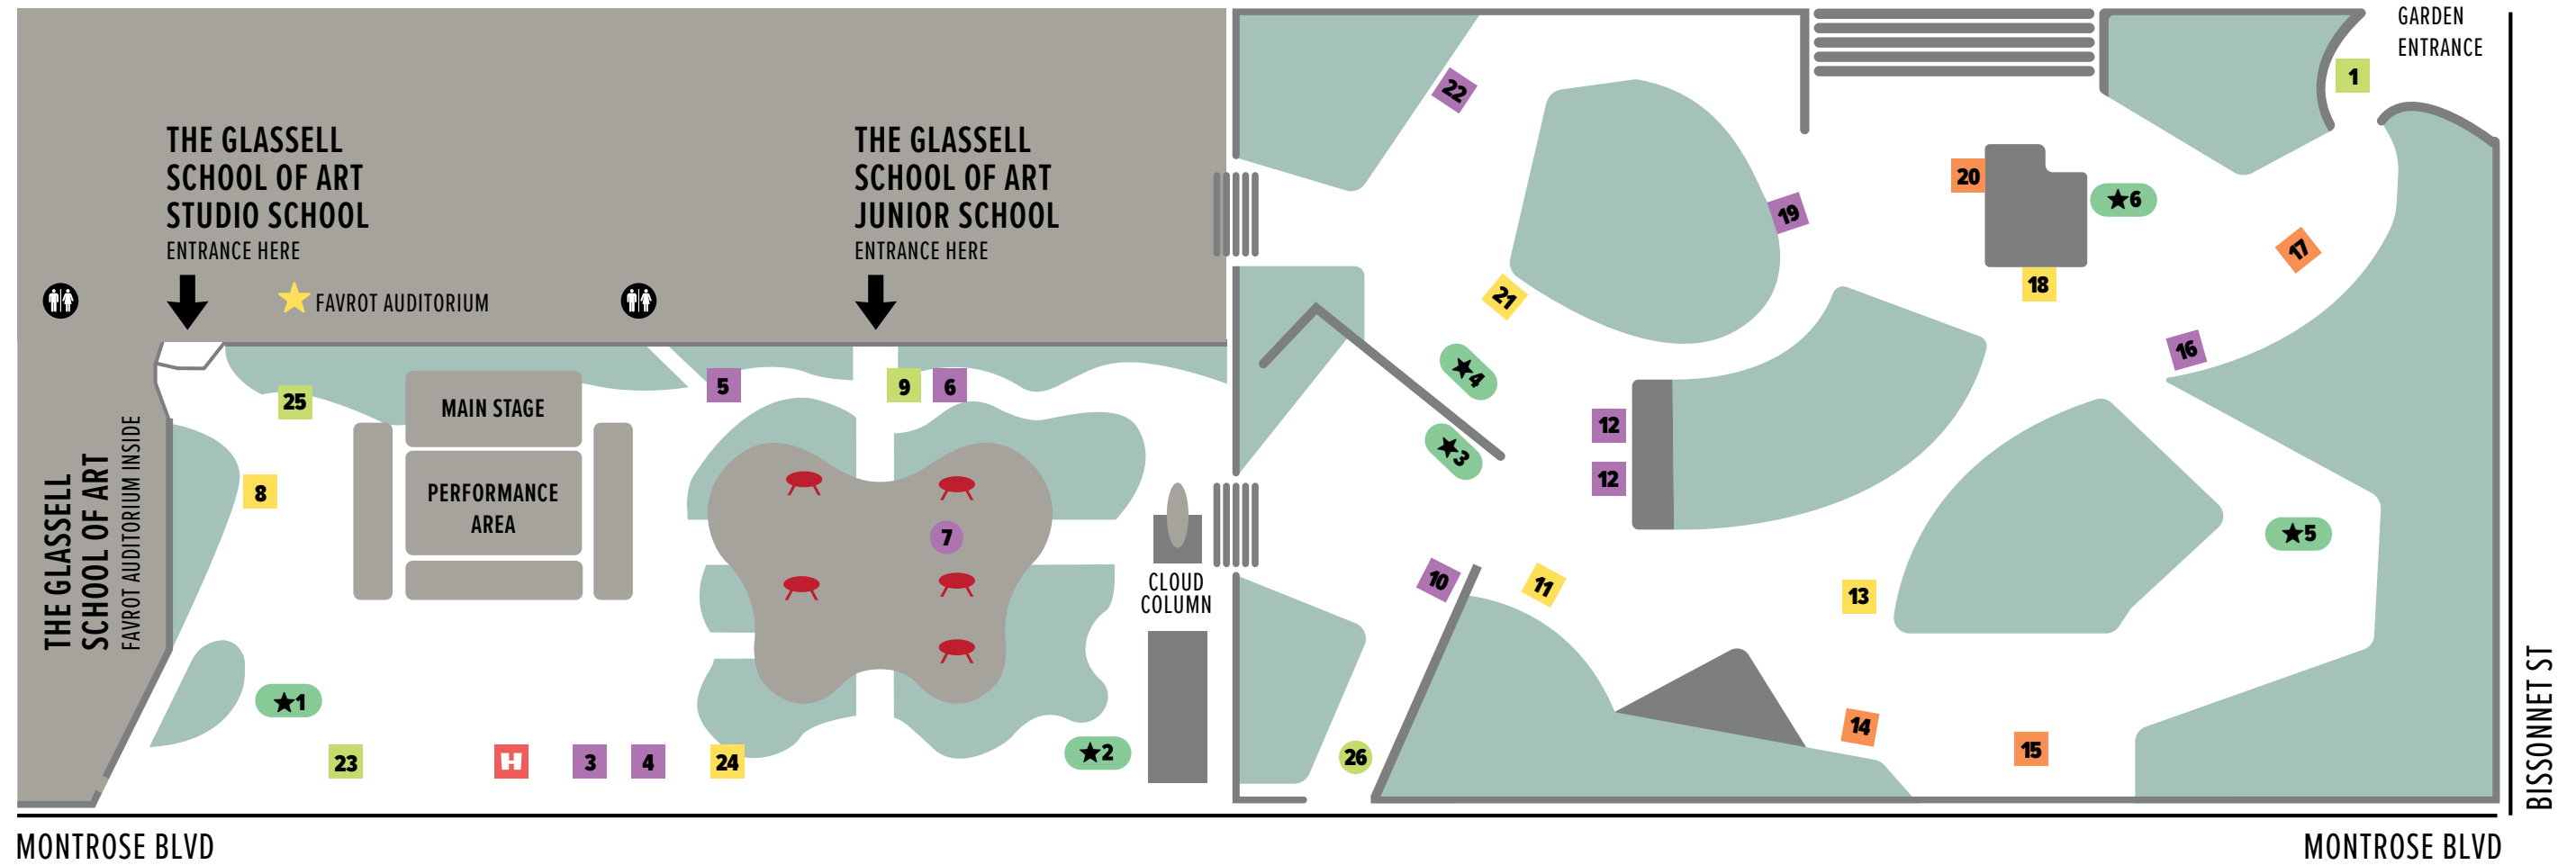 GARDEN
ENTRANCE
1
22
THE GLASSELL
SCHOOL OF ART
STUDIO SCHOOL
ENTRANCE HERE
THE GLASSELL
SCHOOL OF ART
JUNIOR SCHOOL
ENTRANCE HERE
FAVROT AUDITORIUM
20
★6
19
17
18
21
16
★4
★3
12
12
5
9
6
25
MAIN STAGE
PERFORMANCE
AREA
8
7
THE GLASSELL
SCHOOL OF ART
FAVROT AUDITORIUM INSIDE
CLOUD
COLUMN
10
11
13
★5
14
15
★1
23
H
3
4
24
★2
26
BISSONNET ST
MONTROSE BLVD
MONTROSE BLVD